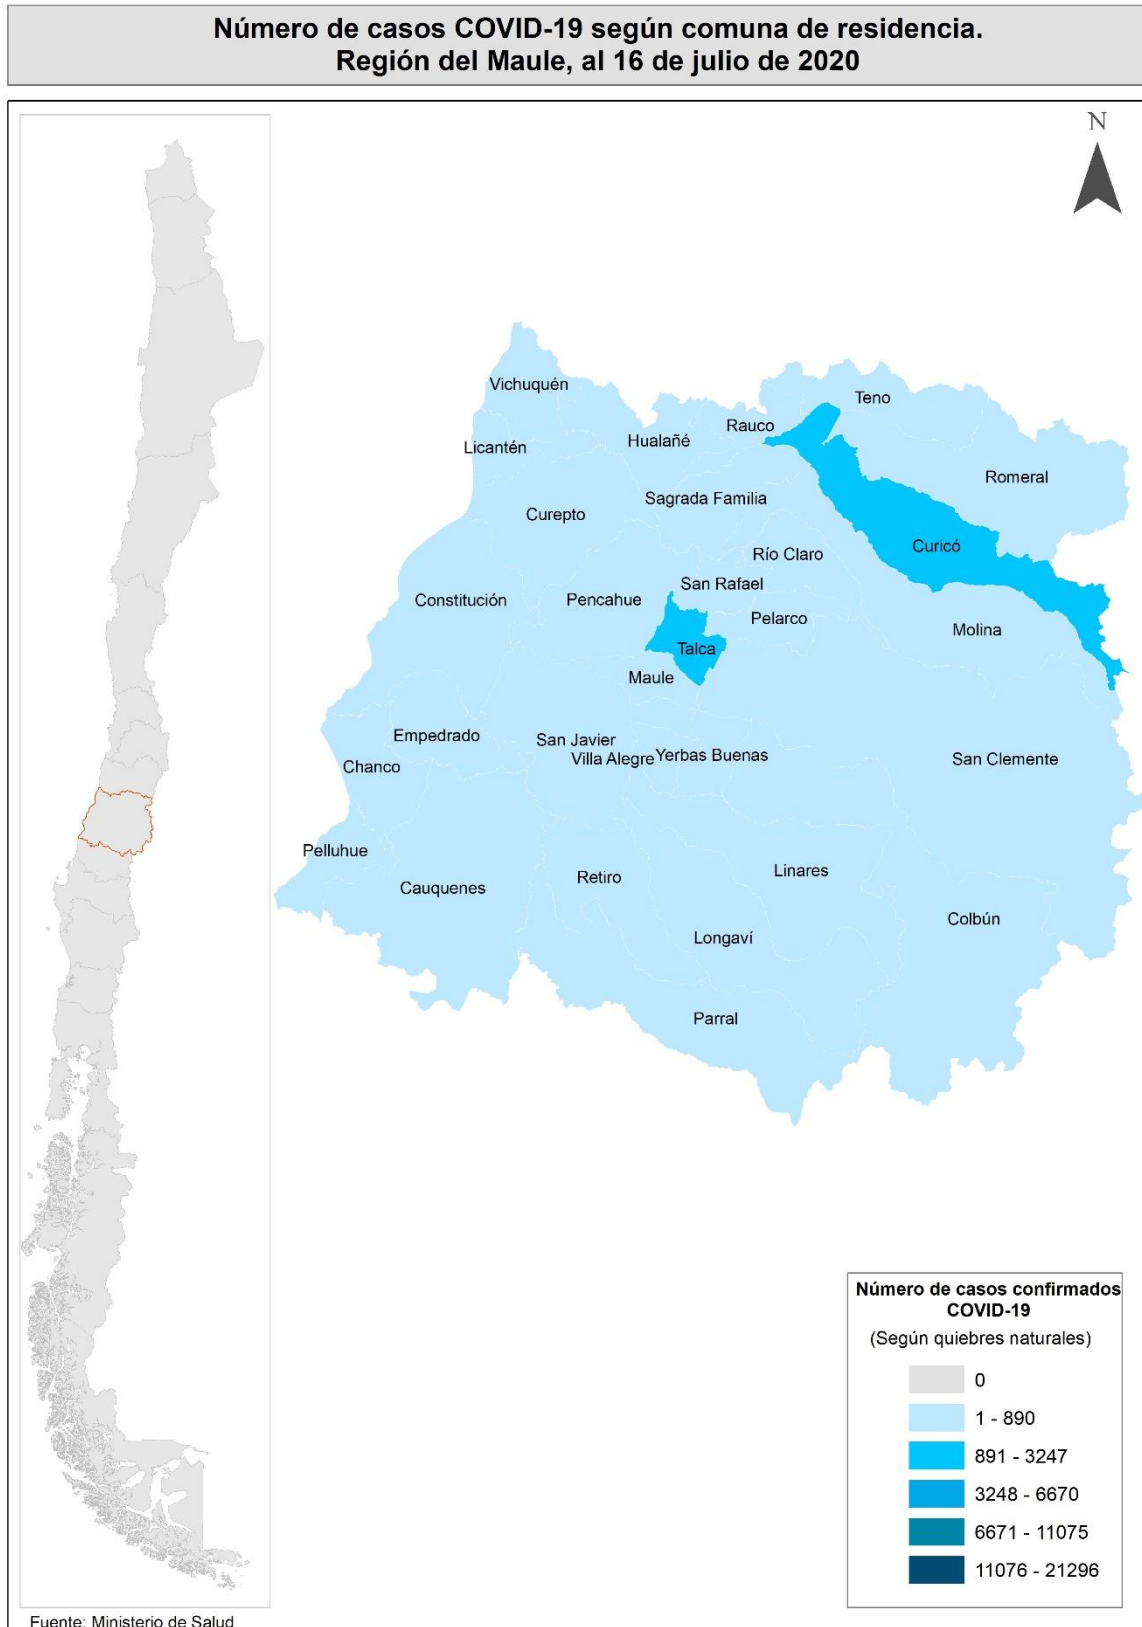 Número de casos COVID-19 según comuna de residencia.
Región del Maule, al 16 de julio de 2020
N
Vichuquén
Teno
Rauco
Hualañé
Licantén
Romeral
Sagrada Familia
Curepto
Curicó
Río Claro
San Rafael
Constitución
Pencahue
Pelarco
Molina
Talca
Maule
Empedrado
San Javier
Villa Alegre
Yerbas Buenas
San Clemente
Chanco
Pelluhue
Linares
Retiro
Cauquenes
Colbún
Longaví
Parral
Número de casos confirmados
COVID-19
(Según quiebres naturales)
0
1 - 890
891 - 3247
3248 - 6670
6671 - 11075
11076 - 21296
Fuente: Ministerio de Salud